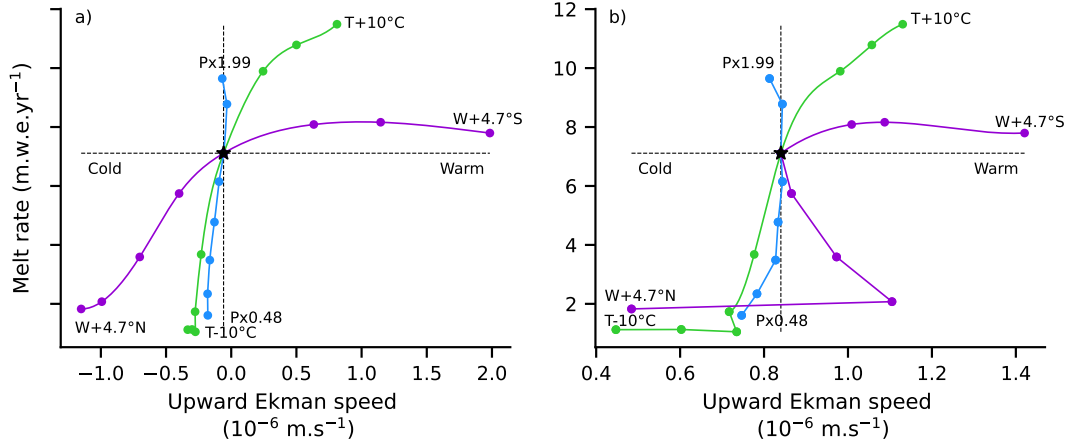 a)
T+10°C
Px1.99
W+4.7°S
Cold
Warm
W+4.7°N
Px0.48
T-10°C
Melt rate (m.w.e.yr⁻¹)
−1.0 −0.5 0.0 0.5 1.0 1.5 2.0
Upward Ekman speed
(10⁻⁶ m.s⁻¹)
b)
12
10
8
6
4
2
T+10°C
Px1.99
W+4.7°S
Cold
Warm
W+4.7°N
T-10°C
Px0.48
0.4 0.6 0.8 1.0 1.2 1.4
Upward Ekman speed
(10⁻⁶ m.s⁻¹)